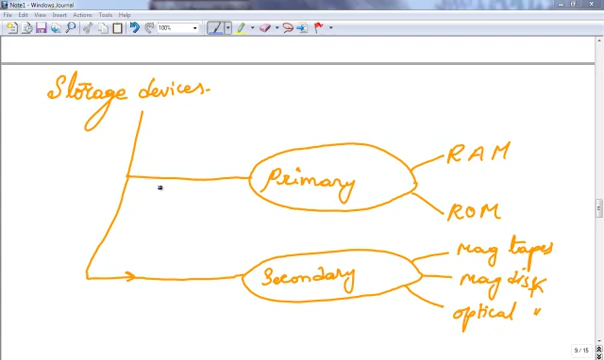 Note1 - Windows Journal
File Edit View Insert Actions Tools Help
100%
Storage devices.
Primary
RAM
ROM
Secondary
Mag tapes
Mag disk
optical "
9 / 15